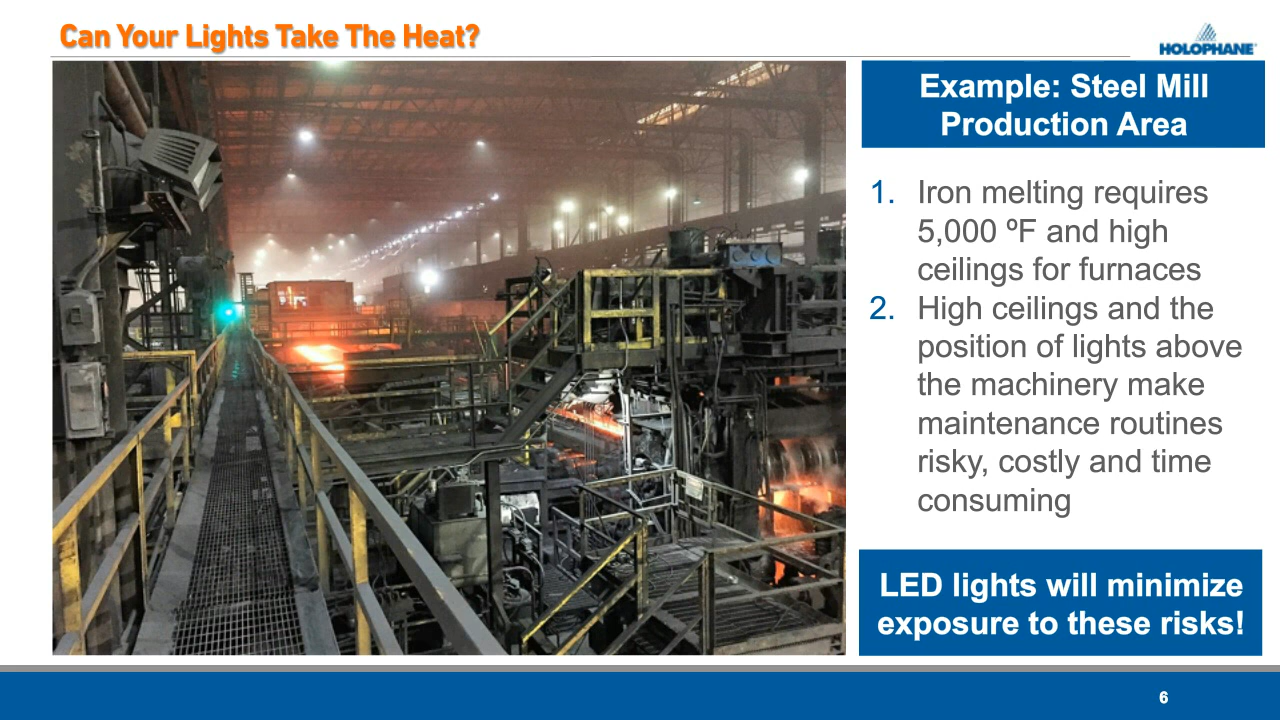 Can Your Lights Take The Heat?
HOLOPHANE®
Example: Steel Mill
Production Area
1. Iron melting requires
5,000 ºF and high
ceilings for furnaces
2. High ceilings and the
position of lights above
the machinery make
maintenance routines
risky, costly and time
consuming
LED lights will minimize
exposure to these risks!
6